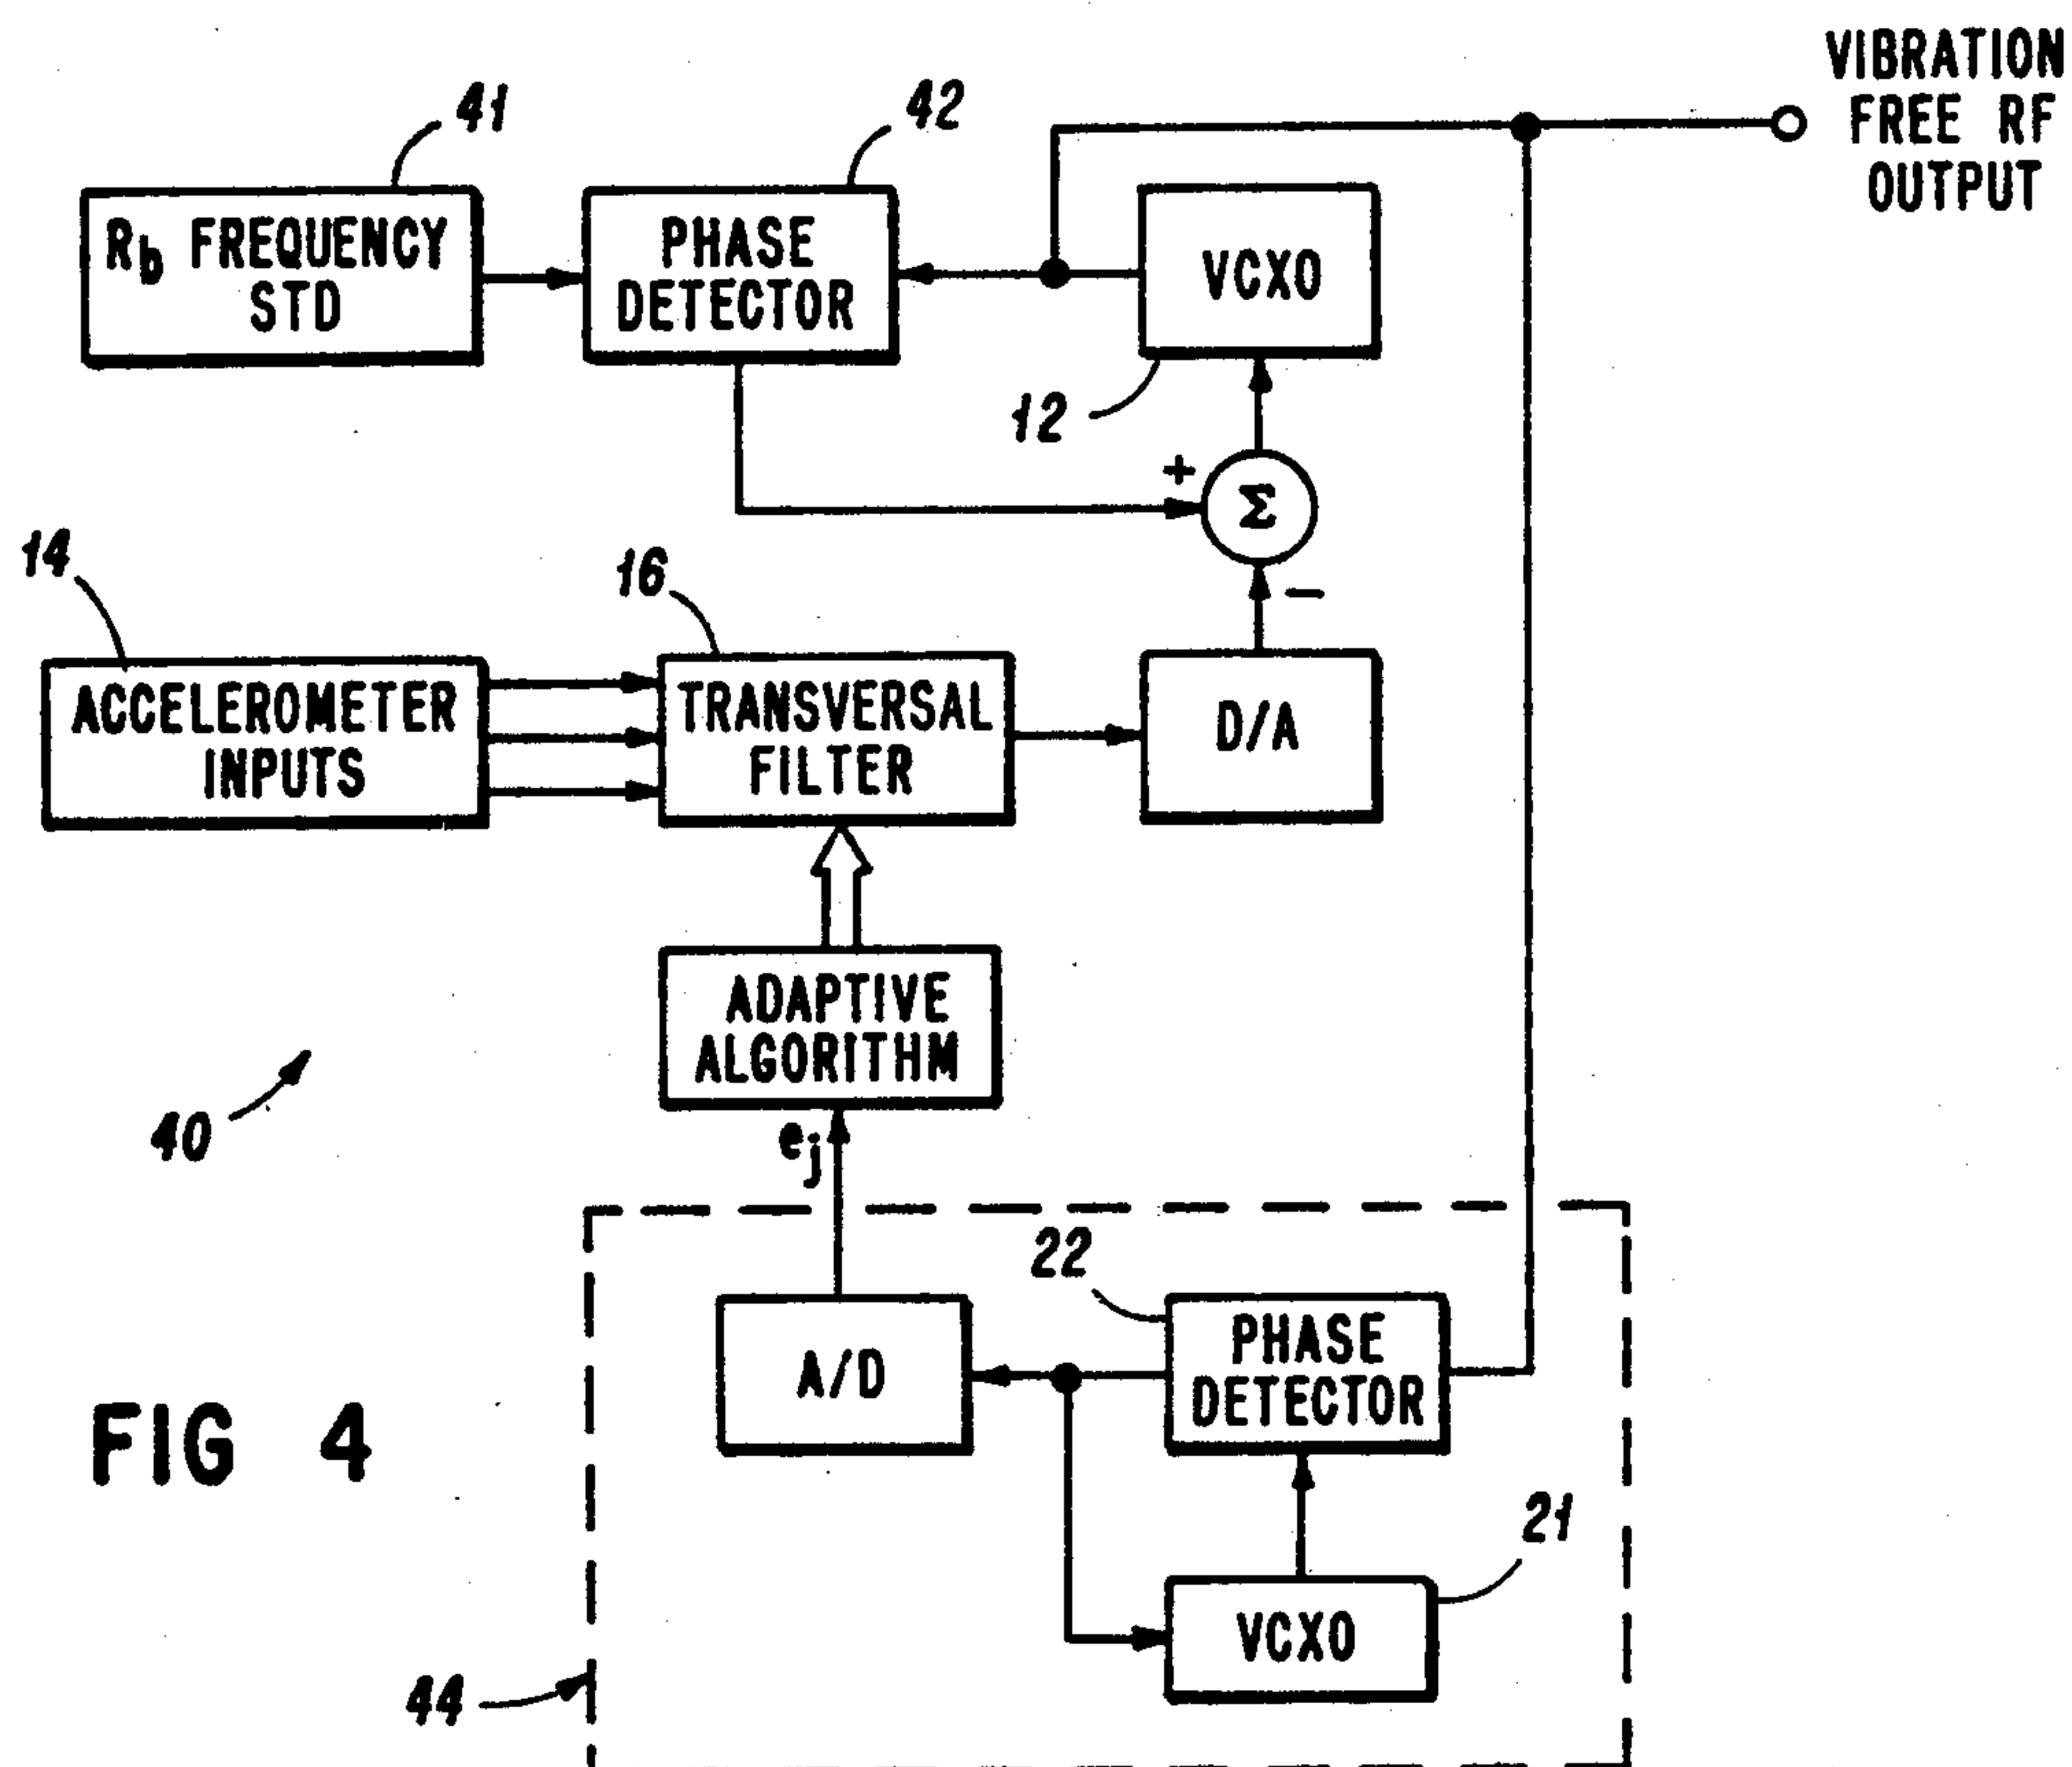 VIBRATION
FREE RF
OUTPUT
41
42
Rb FREQUENCY
STD
PHASE
DETECTOR
VCXO
12
+
Σ
−
14
16
ACCELEROMETER
INPUTS
TRANSVERSAL
FILTER
D/A
ADAPTIVE
ALGORITHM
40
ej
22
A/D
PHASE
DETECTOR
FIG 4
21
VCXO
44